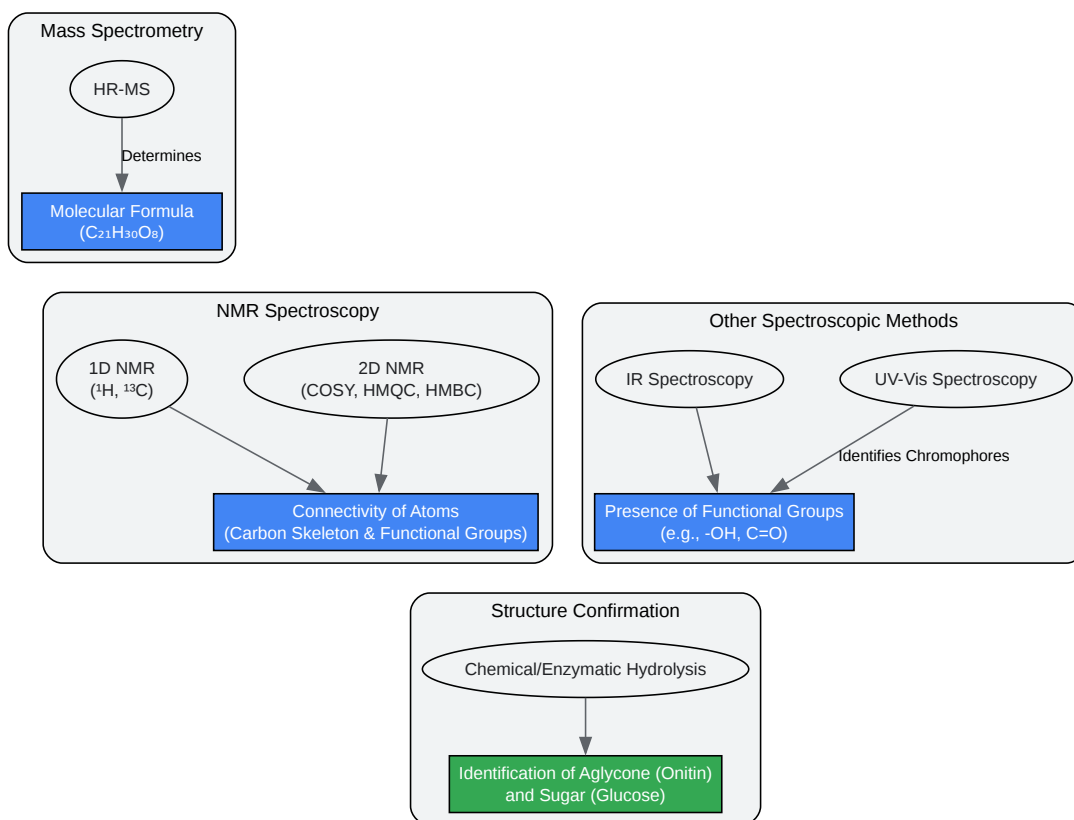 Mass Spectrometry
HR-MS
Determines
Molecular Formula
(C₂₁H₃₀O₈)
NMR Spectroscopy
1D NMR
(¹H, ¹³C)
2D NMR
(COSY, HMQC, HMBC)
Connectivity of Atoms
(Carbon Skeleton & Functional Groups)
Other Spectroscopic Methods
IR Spectroscopy
UV-Vis Spectroscopy
Identifies Chromophores
Presence of Functional Groups
(e.g., -OH, C=O)
Structure Confirmation
Chemical/Enzymatic Hydrolysis
Identification of Aglycone (Onitin)
and Sugar (Glucose)